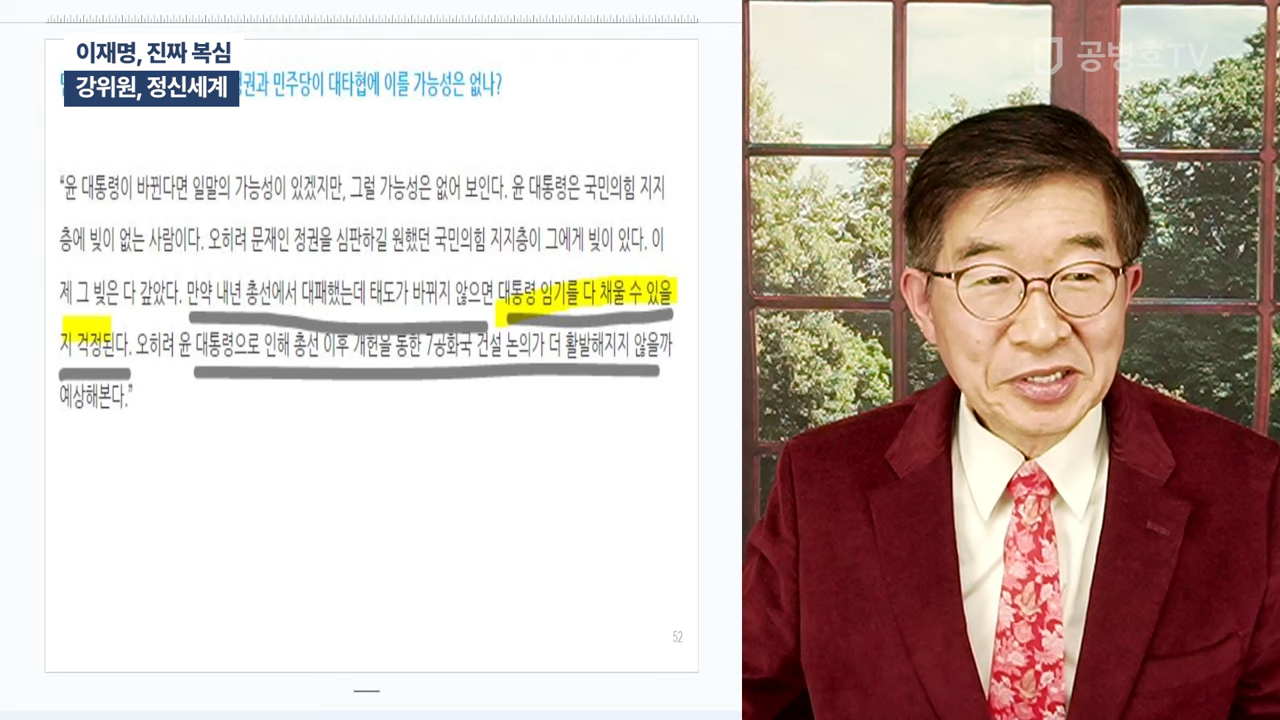 이재명, 진짜 복심
강위원, 정신세계
정권과 민주당이 대타협에 이를 가능성은 없나?
“윤 대통령이 바뀐다면 일말의 가능성이 있겠지만, 그럴 가능성은 없어 보인다. 윤 대통령은 국민의힘 지지
층에 빚이 없는 사람이다. 오히려 문재인 정권을 심판하길 원했던 국민의힘 지지층이 그에게 빚이 있다. 이
제 그 빚은 다 갚았다. 만약 내년 총선에서 대패했는데 태도가 바뀌지 않으면 대통령 임기를 다 채울 수 있을
지 걱정된다. 오히려 윤 대통령으로 인해 총선 이후 개헌을 통한 7공화국 건설 논의가 더 활발해지지 않을까
예상해본다.”
52
공병호TV